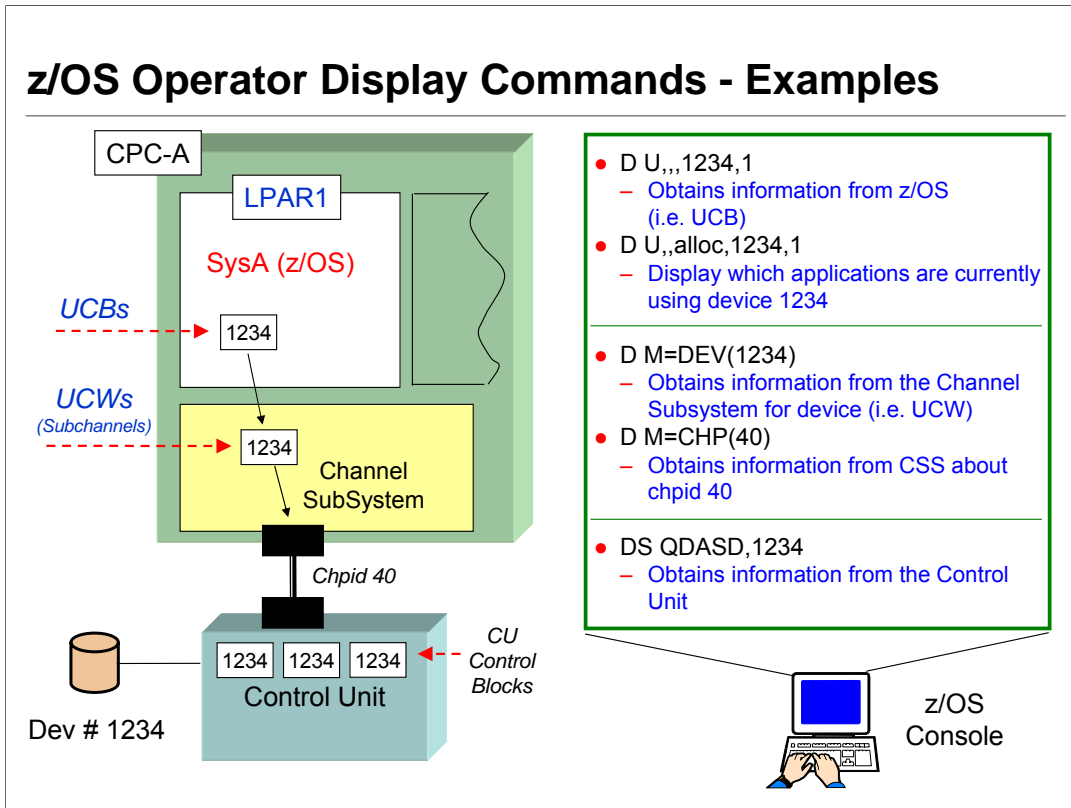 z/OS Operator Display Commands - Examples
CPC-A
LPAR1
SysA (z/OS)
UCBs
1234
UCWs
(Subchannels)
1234
Channel
SubSystem
Chpid 40
1234
1234
1234
CU
Control
Blocks
Control Unit
Dev # 1234
● D U,,,1234,1
– Obtains information from z/OS
(i.e. UCB)
● D U,,alloc,1234,1
– Display which applications are currently
using device 1234
● D M=DEV(1234)
– Obtains information from the Channel
Subsystem for device (i.e. UCW)
● D M=CHP(40)
– Obtains information from CSS about
chpid 40
● DS QDASD,1234
– Obtains information from the Control
Unit
z/OS
Console